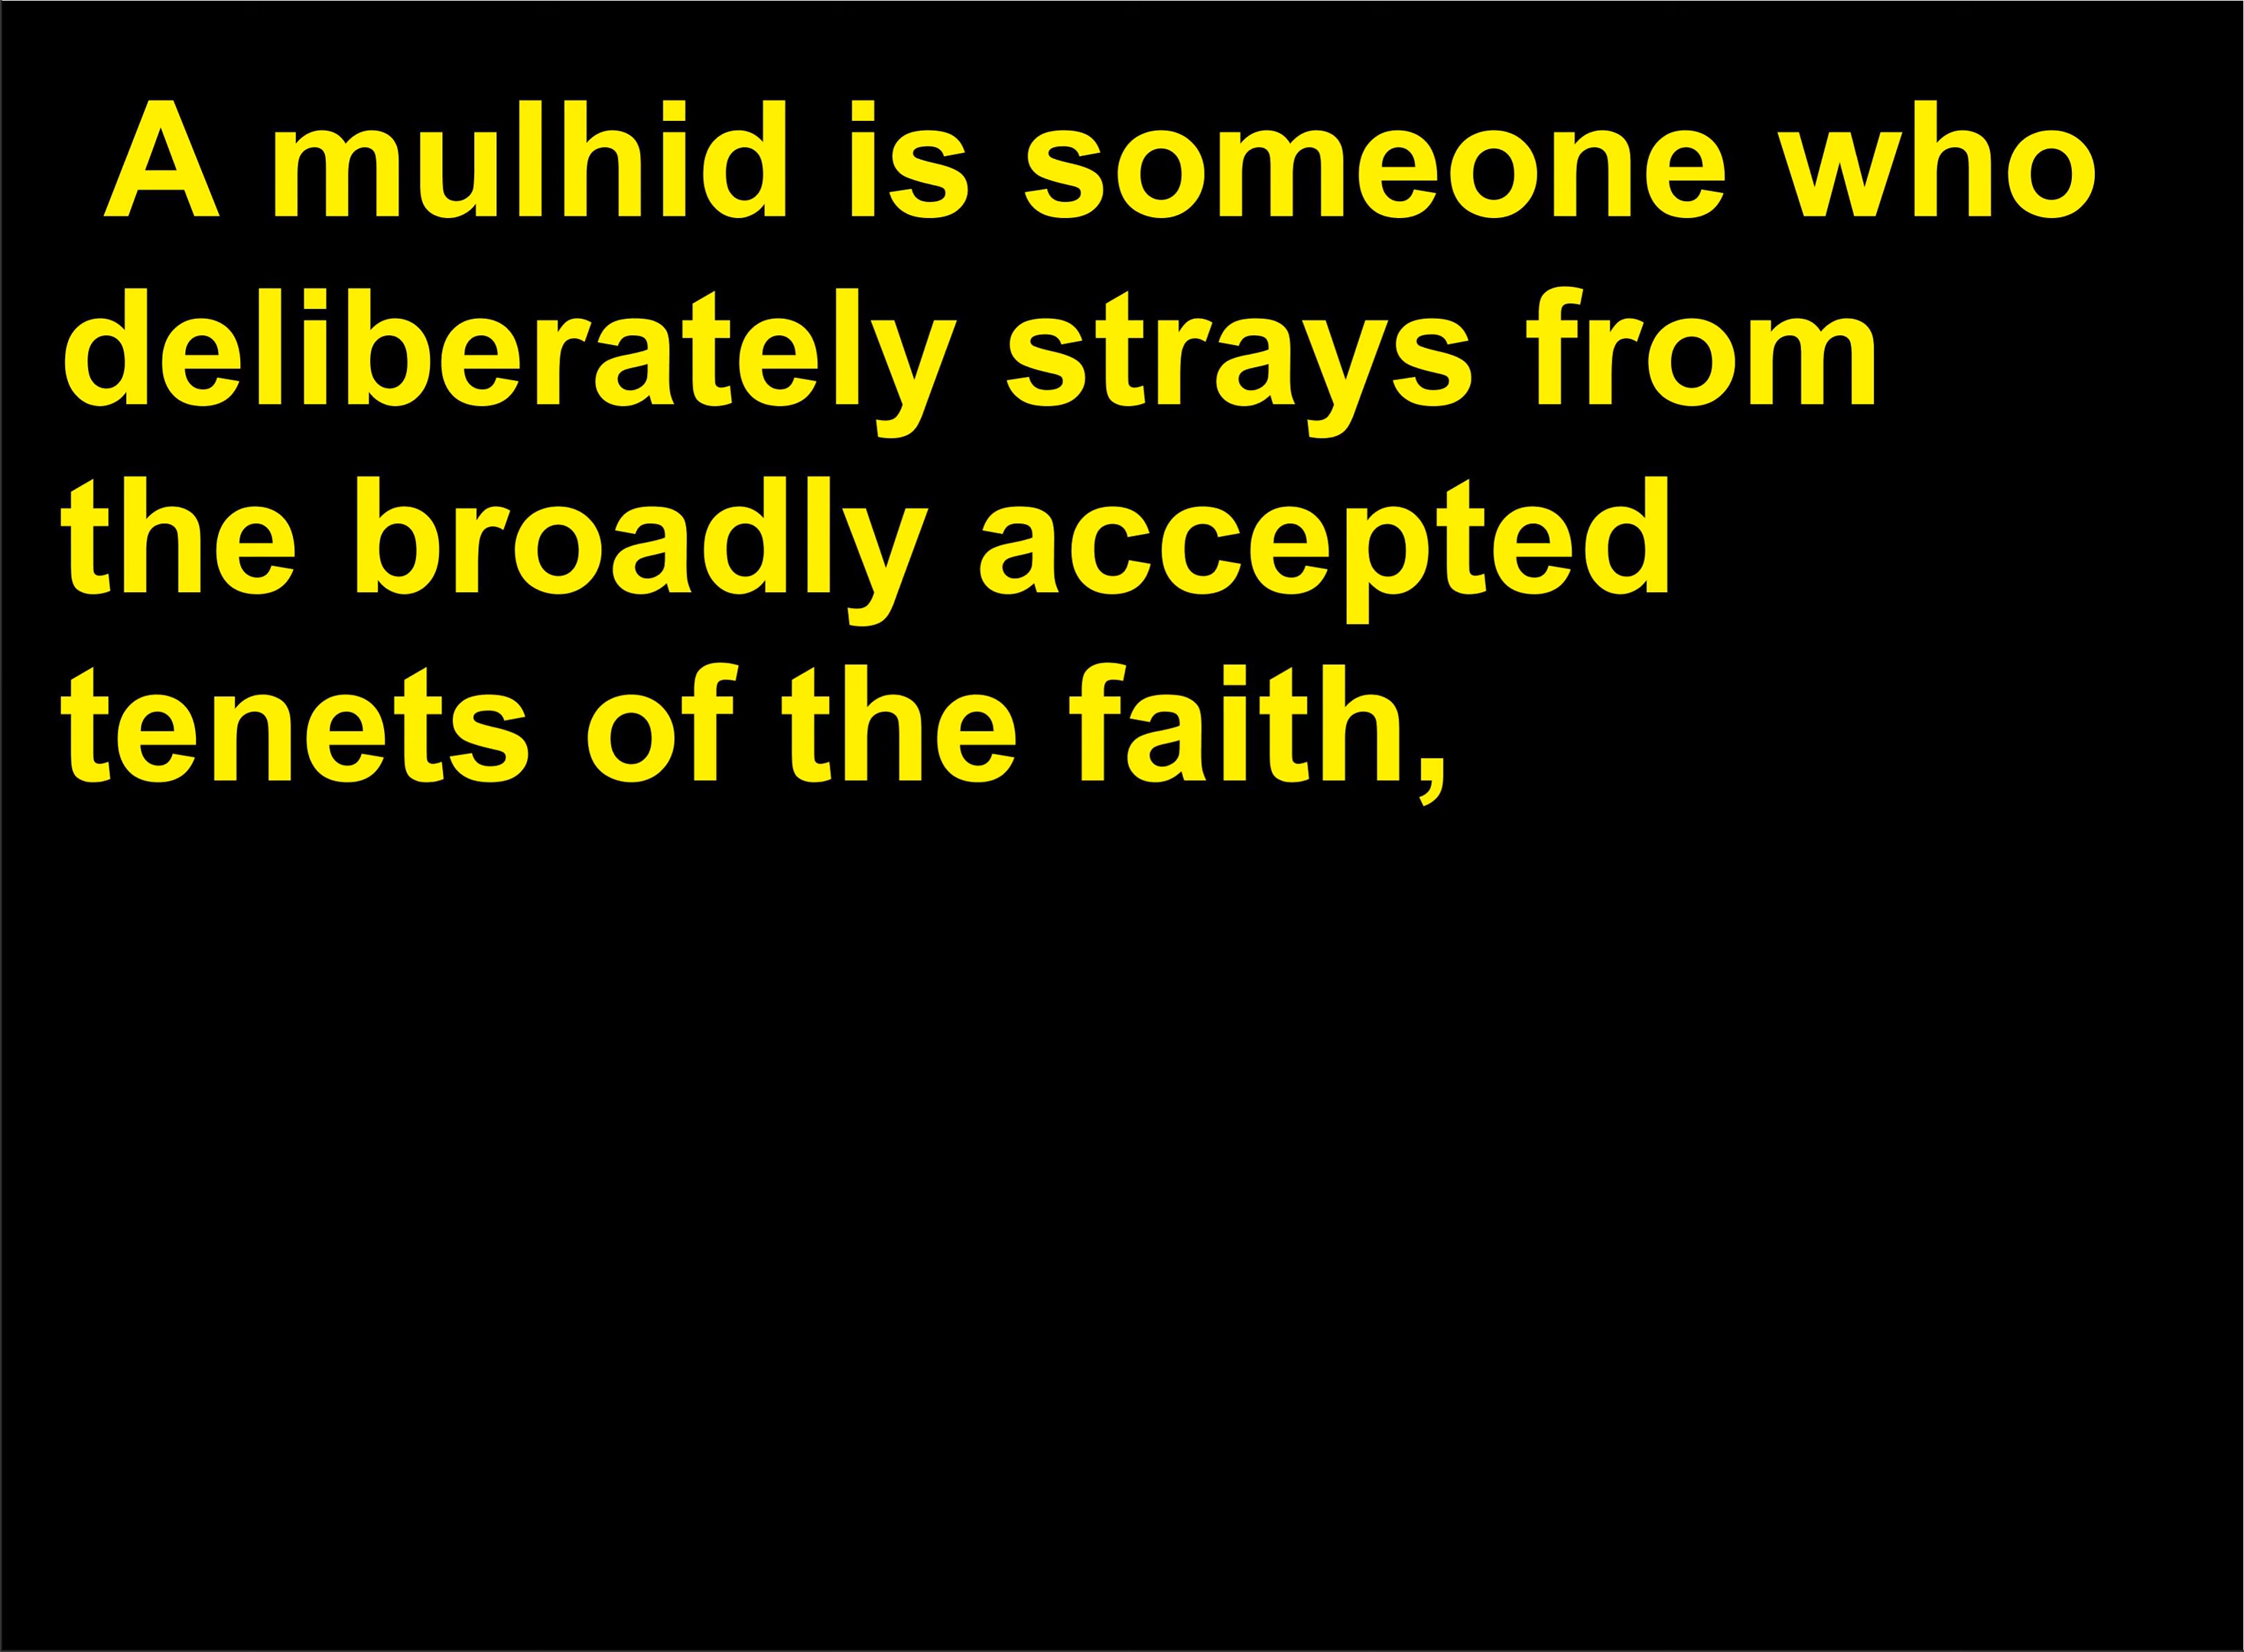 A mulhid is someone who
deliberately strays from
the broadly accepted
tenets of the faith,